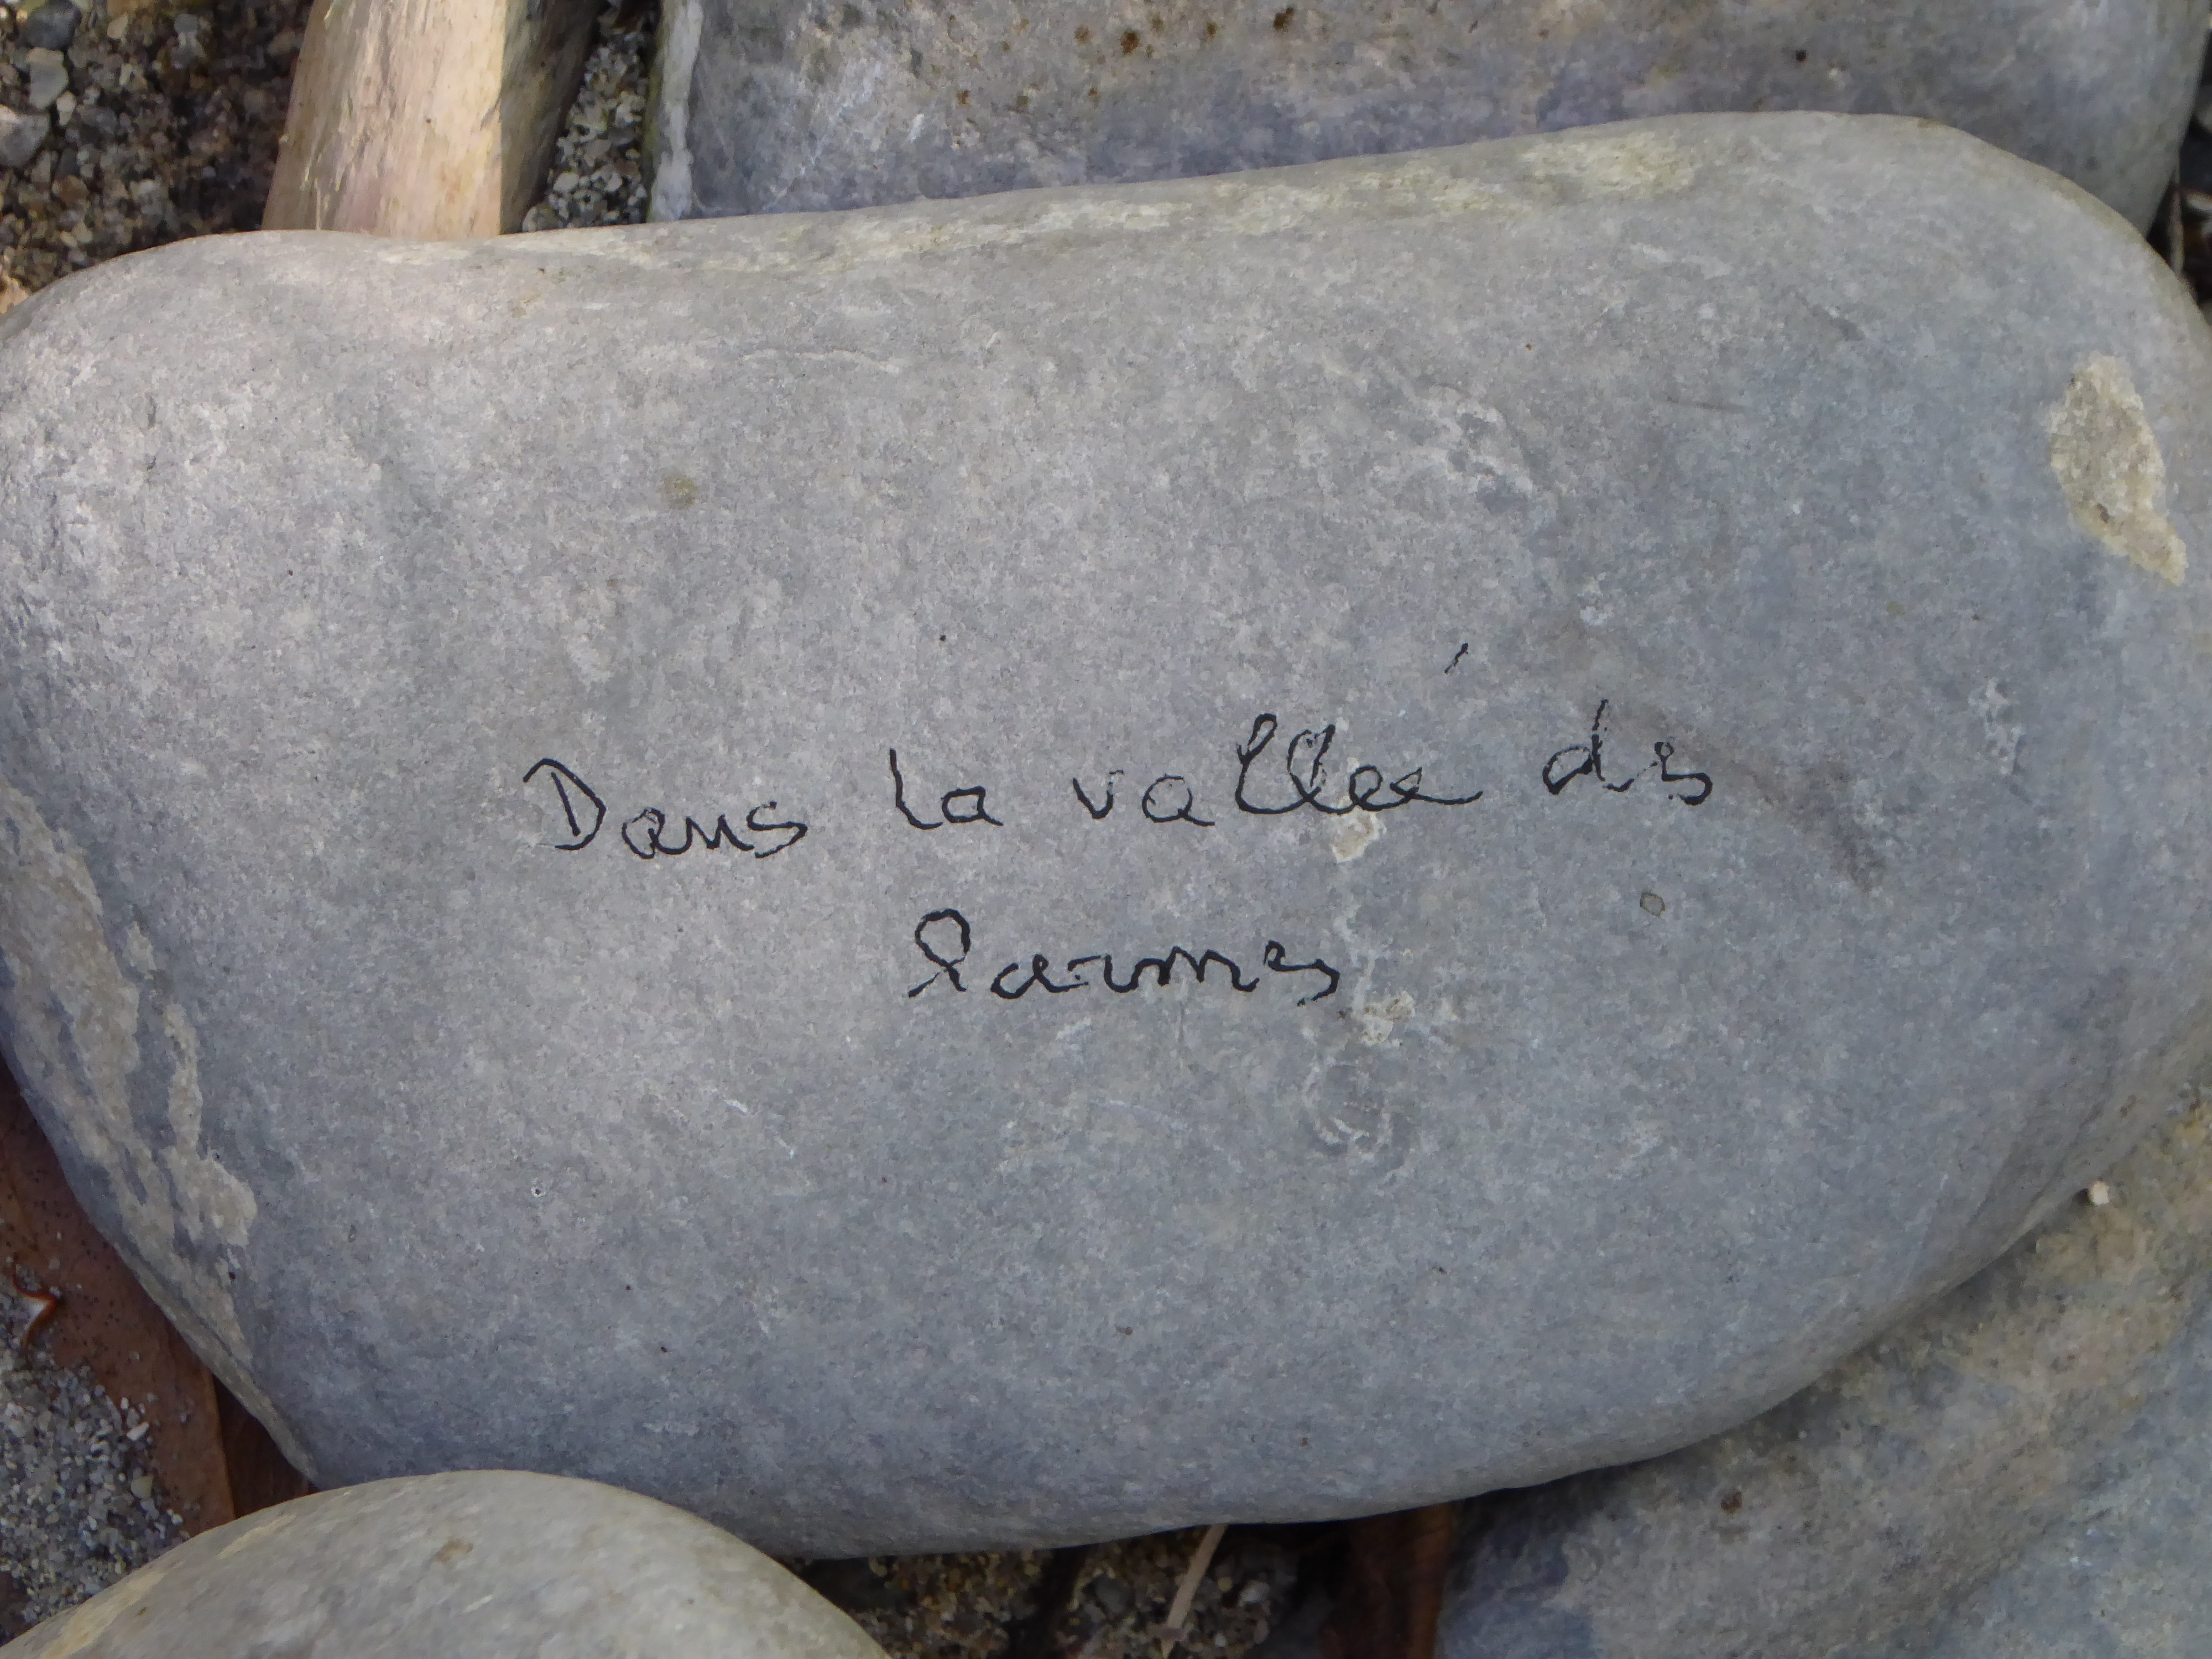 Dans la vallée des
larmes